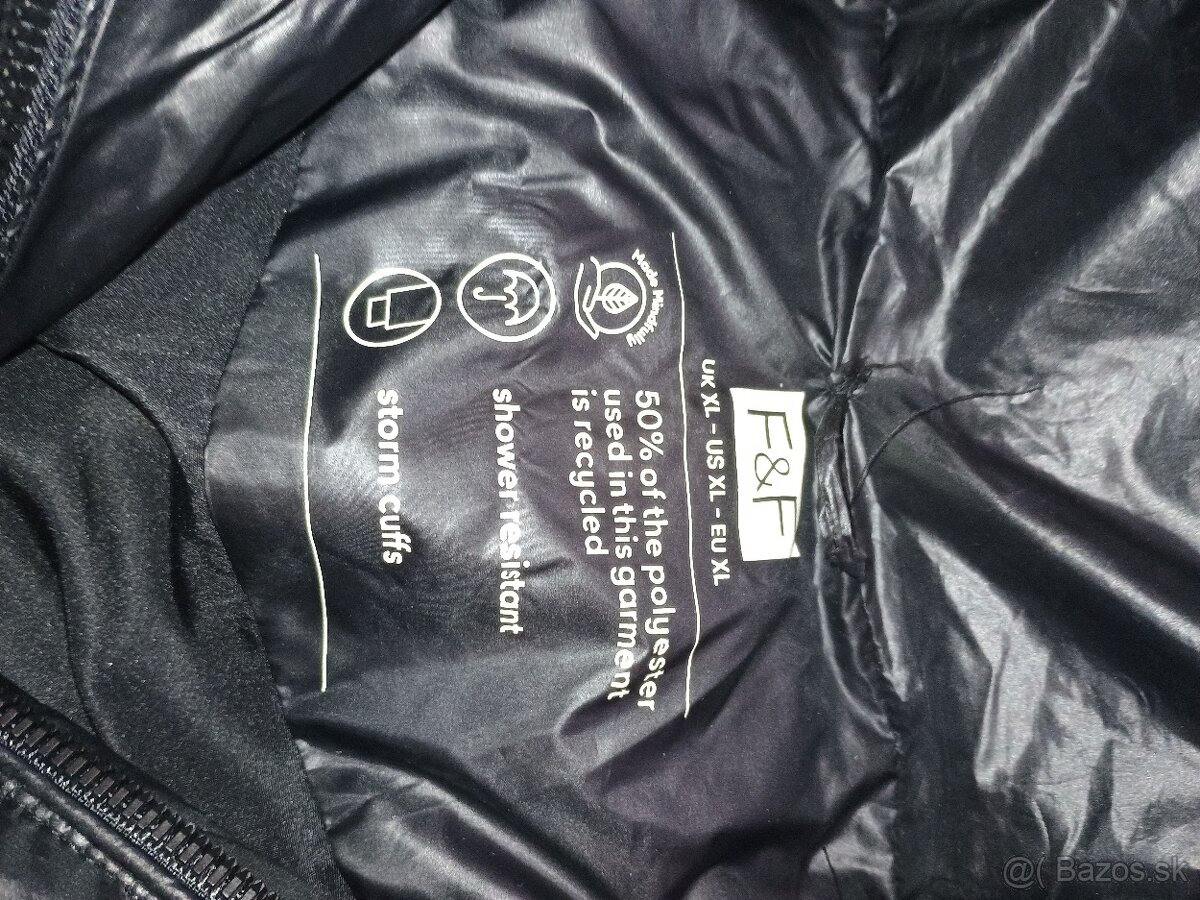 F&F
UK XL - US XL - EU XL
Made Mindfully
50% of the polyester
used in this garment
is recycled
shower resistant
storm cuffs
@( Bazos.sk